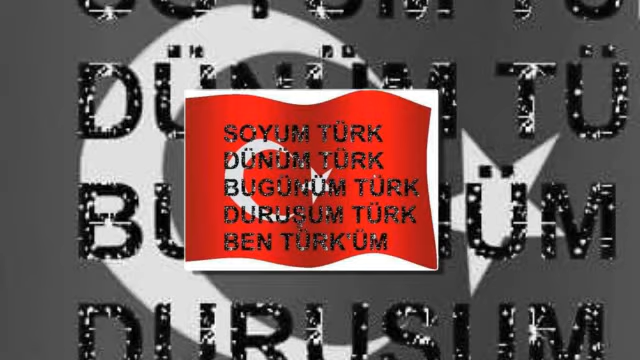 SOYUM TÜRK
DÜNÜM TÜRK
BUGÜNÜM TÜRK
DURUŞUM TÜRK
BEN TÜRK'ÜM